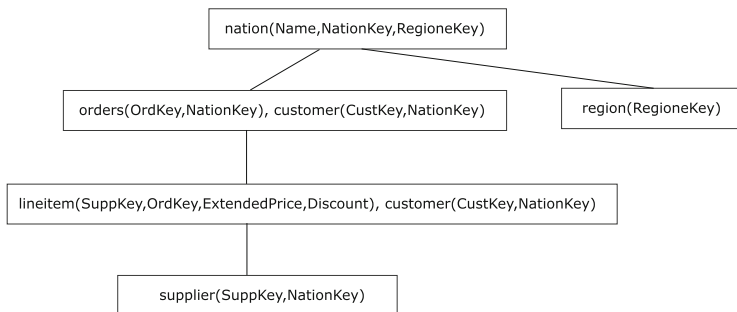 nation(Name,NationKey,RegioneKey)
orders(OrdKey,NationKey), customer(CustKey,NationKey)
region(RegioneKey)
lineitem(SuppKey,OrdKey,ExtendedPrice,Discount), customer(CustKey,NationKey)
supplier(SuppKey,NationKey)